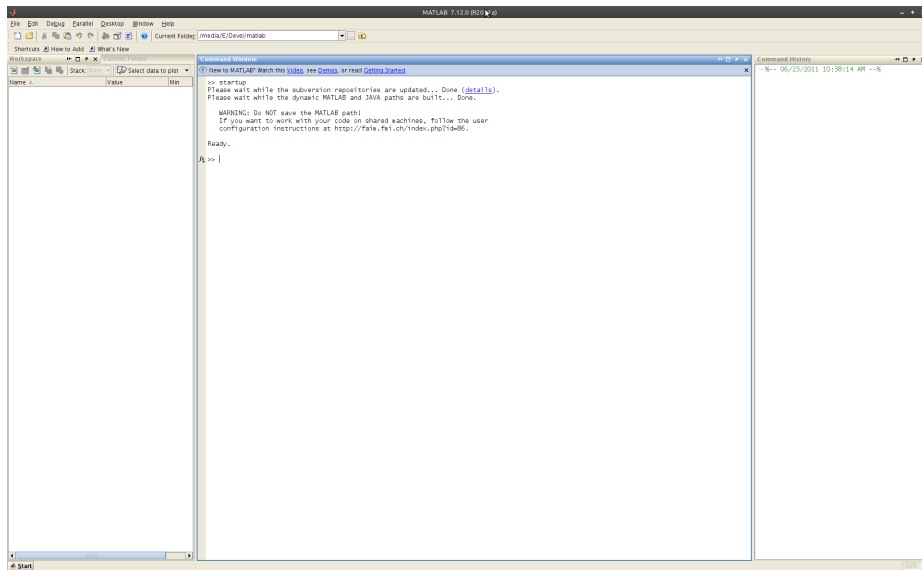 MATLAB 7.12.0 (R20 a)
File Edit Debug Parallel Desktop Window Help
Current Folder: /media/E/Devel/matlab
Shortcuts How to Add What's New
Workspace
Current Folder
Command Window
Command History
Stack: Base Select data to plot
New to MATLAB? Watch this Video, see Demos, or read Getting Started.
--%-- 06/23/2011 10:38:14 AM --%
Name Value Min
>> startup
Please wait while the subversion repositories are updated... Done (details).
Please wait while the dynamic MATLAB and JAVA paths are built... Done.
WARNING: Do NOT save the MATLAB path!
If you want to work with your code on shared machines, follow the user
configuration instructions at http://faim.fmi.ch/index.php?id=86.
Ready.
fx >>
Start
OVR